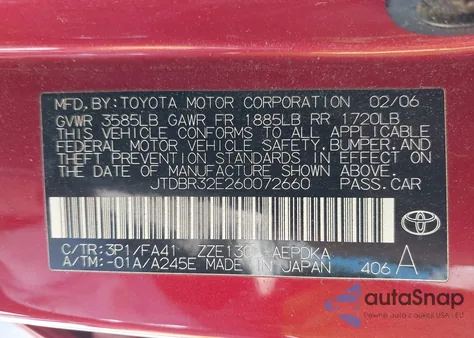 MFD. BY: TOYOTA MOTOR CORPORATION 02/06
GVWR 3585LB GAWR FR 1885LB RR 1720LB
THIS VEHICLE CONFORMS TO ALL APPLICABLE
FEDERAL MOTOR VEHICLE SAFETY, BUMPER, AND
THEFT PREVENTION STANDARDS IN EFFECT ON
THE DATE OF MANUFACTURE SHOWN ABOVE.
JTDBR32E260072660 PASS. CAR
C/TR: 3P1/FA41 AEPDKA
A/TM: -01A/A245E MADE IN JAPAN 406 A
autoSnap